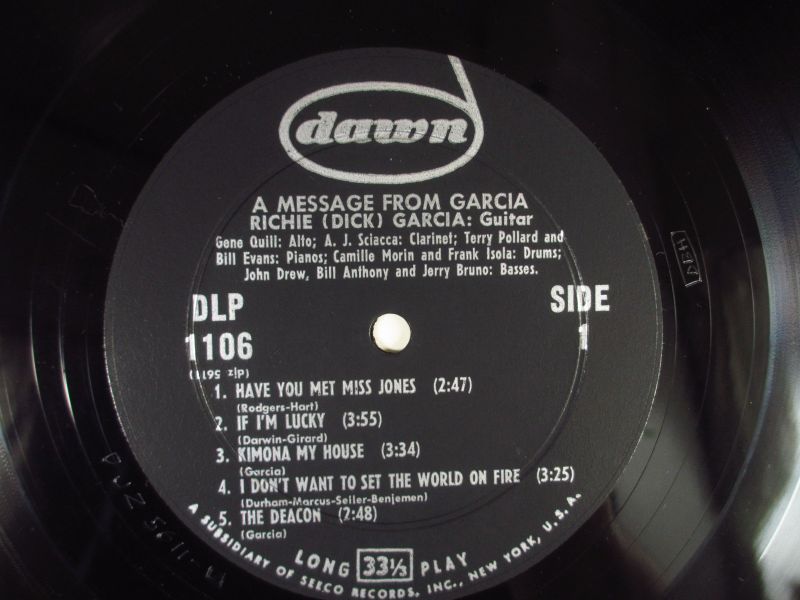 dawn
A MESSAGE FROM GARCIA
RICHIE (DICK) GARCIA: Guitar
Gene Quill: Alto; A. J. Sciacca: Clarinet; Terry Pollard and
Bill Evans: Pianos; Camille Morin and Frank Isola: Drums;
John Drew, Bill Anthony and Jerry Bruno: Basses.
DLP
1106
SIDE
1
1. HAVE YOU MET MISS JONES (2:47)
(Rodgers-Hart)
2. IF I'M LUCKY (3:55)
(Darwin-Girard)
3. KIMONA MY HOUSE (3:34)
(Garcia)
4. I DON'T WANT TO SET THE WORLD ON FIRE (3:25)
(Durham-Marcus-Seiler-Benjemen)
5. THE DEACON (2:48)
(Garcia)
LONG 33⅓ PLAY
A SUBSIDIARY OF SEECO RECORDS, INC., NEW YORK, U.S.A.